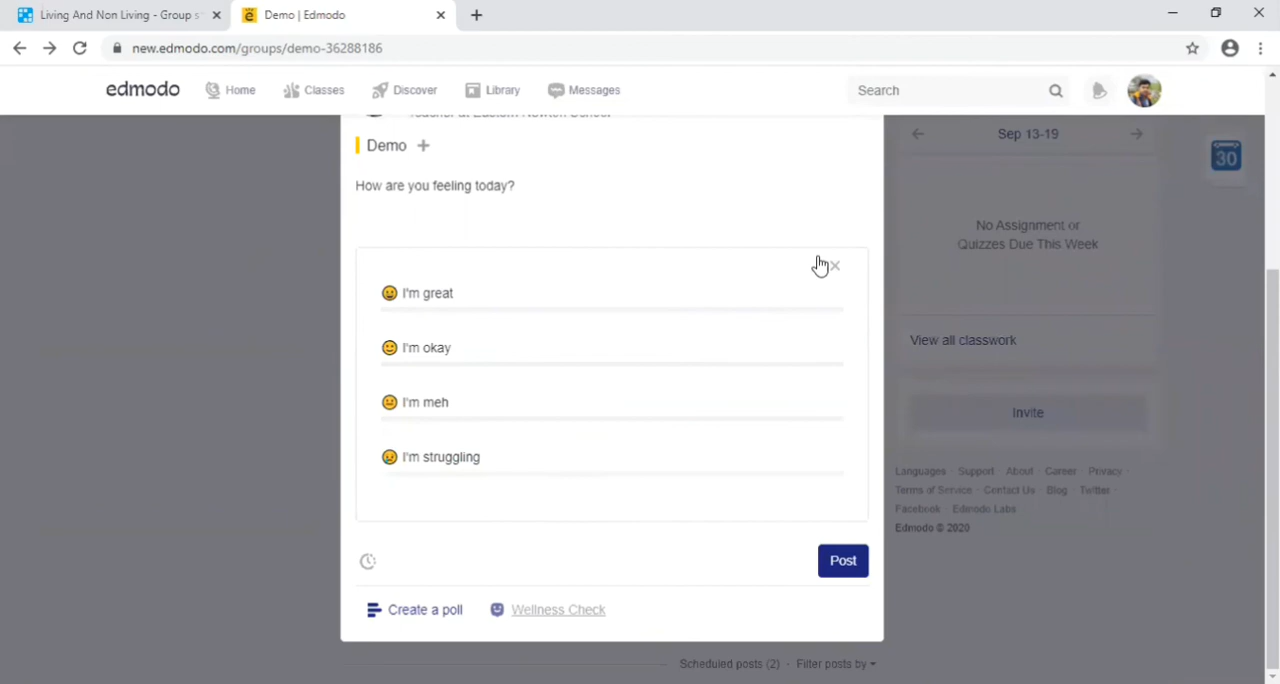 Living And Non Living - Group s
Demo | Edmodo
new.edmodo.com/groups/demo-36288186
edmodo
Home
Classes
Discover
Library
Messages
Search
Teacher at Eastern Newton School
Demo +
How are you feeling today?
I'm great
I'm okay
I'm meh
I'm struggling
Post
Create a poll
Wellness Check
Scheduled posts (2) · Filter posts by
Sep 13-19
30
No Assignment or
Quizzes Due This Week
View all classwork
Invite
Languages · Support · About · Career · Privacy ·
Terms of Service · Contact Us · Blog · Twitter ·
Facebook · Edmodo Labs
Edmodo © 2020